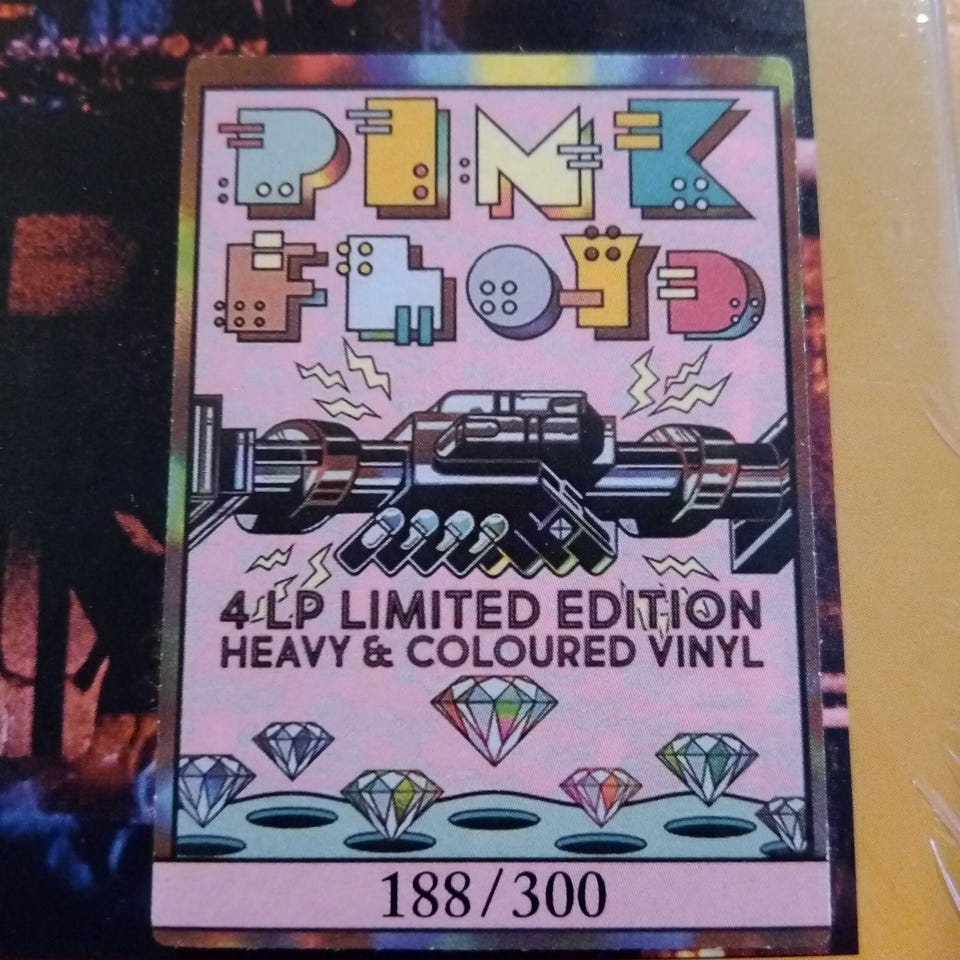 PINK
FLOYD
4 LP LIMITED EDITION
HEAVY & COLOURED VINYL
188/300